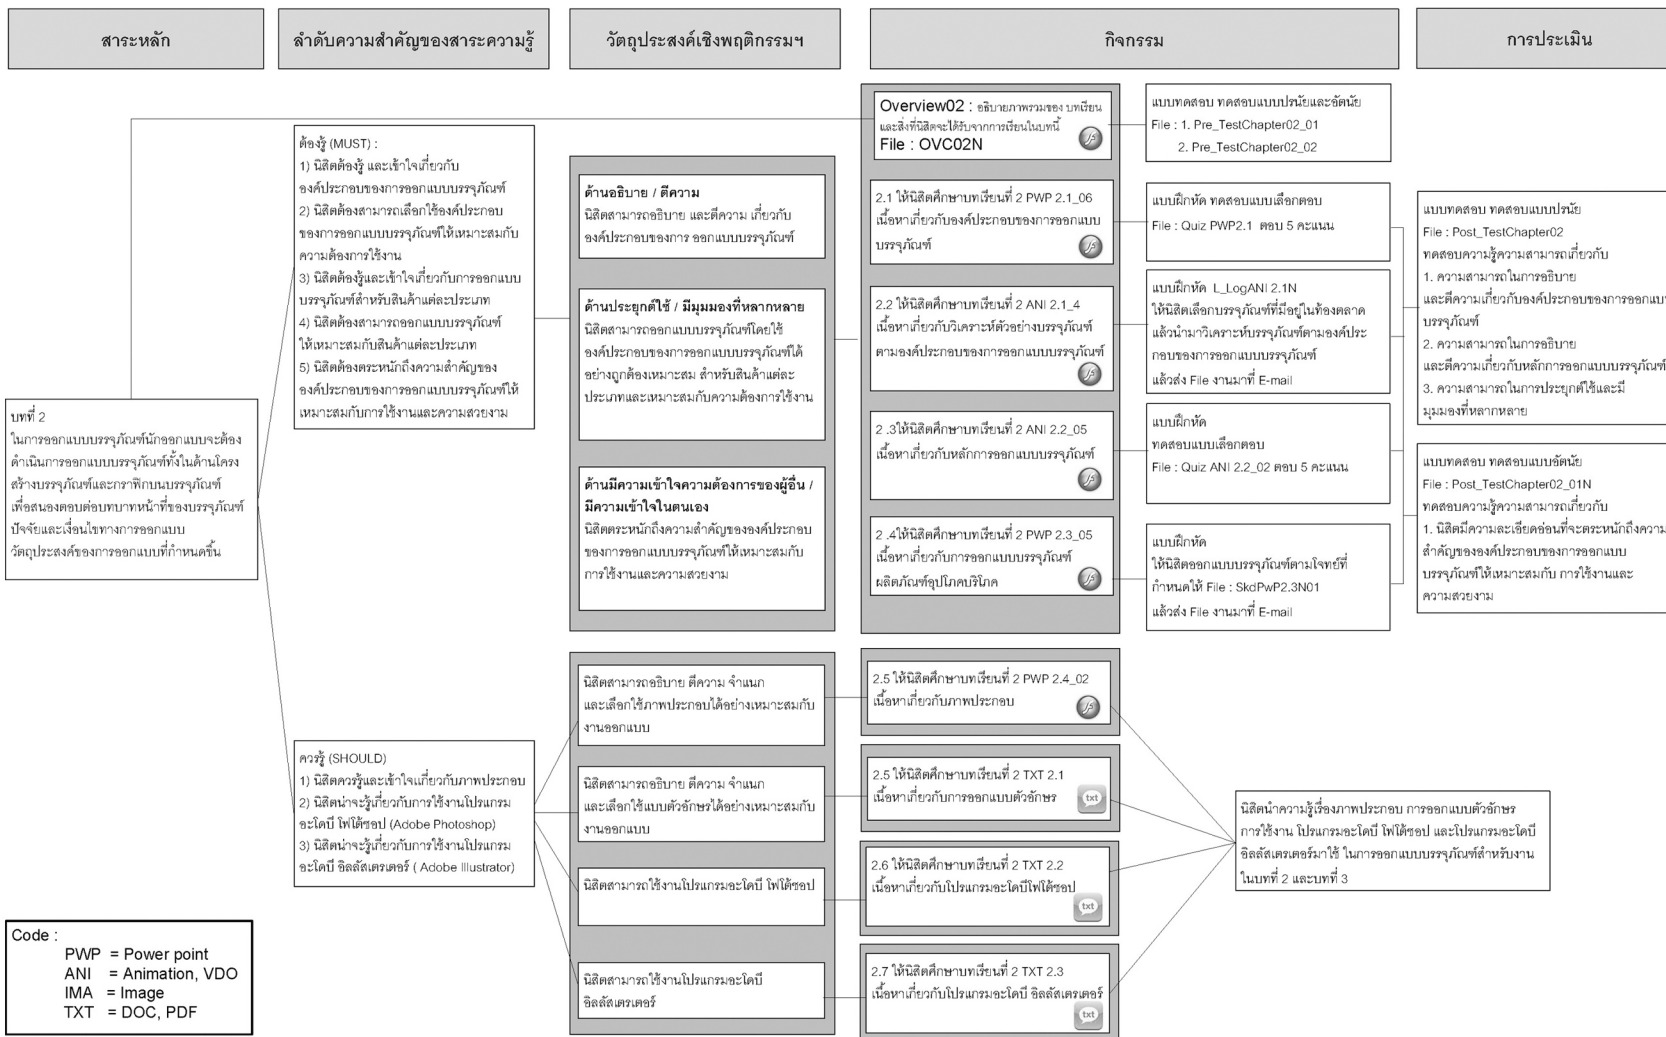 สาระหลัก
ลำดับความสำคัญของสาระความรู้
วัตถุประสงค์เชิงพฤติกรรมฯ
กิจกรรม
การประเมิน
บทที่ 2
ในการออกแบบบรรจุภัณฑ์นักออกแบบจะต้อง
ดำเนินการออกแบบบรรจุภัณฑ์ทั้งในด้านโครง
สร้างบรรจุภัณฑ์และกราฟิกบนบรรจุภัณฑ์
เพื่อสนองตอบต่อบทบาทหน้าที่ของบรรจุภัณฑ์
ปัจจัยและเงื่อนไขทางการออกแบบ
วัตถุประสงค์ของการออกแบบที่กำหนดขึ้น
ต้องรู้ (MUST) :
1) นิสิตต้องรู้ และเข้าใจเกี่ยวกับ
องค์ประกอบของการออกแบบบรรจุภัณฑ์
2) นิสิตต้องสามารถเลือกใช้องค์ประกอบ
ของการออกแบบบรรจุภัณฑ์ให้เหมาะสมกับ
ความต้องการใช้งาน
3) นิสิตต้องรู้และเข้าใจเกี่ยวกับการออกแบบ
บรรจุภัณฑ์สำหรับสินค้าแต่ละประเภท
4) นิสิตต้องสามารถออกแบบบรรจุภัณฑ์
ให้เหมาะสมกับสินค้าแต่ละประเภท
5) นิสิตต้องตระหนักถึงความสำคัญของ
องค์ประกอบของการออกแบบบรรจุภัณฑ์ให้
เหมาะสมกับการใช้งานและความสวยงาม
ด้านอธิบาย / ตีความ
นิสิตสามารถอธิบาย และตีความ เกี่ยวกับ
องค์ประกอบของการ ออกแบบบรรจุภัณฑ์
ด้านประยุกต์ใช้ / มีมุมมองที่หลากหลาย
นิสิตสามารถออกแบบบรรจุภัณฑ์โดยใช้
องค์ประกอบของการออกแบบบรรจุภัณฑ์ได้
อย่างถูกต้องเหมาะสม สำหรับสินค้าแต่ละ
ประเภทและเหมาะสมกับความต้องการใช้งาน
ด้านมีความเข้าใจความต้องการของผู้อื่น /
มีความเข้าใจในตนเอง
นิสิตตระหนักถึงความสำคัญขององค์ประกอบ
ของการออกแบบบรรจุภัณฑ์ให้เหมาะสมกับ
การใช้งานและความสวยงาม
Overview02 : อธิบายภาพรวมของ บทเรียน
และสิ่งที่นิสิตจะได้รับจากการเรียนในบทนี้
File : OVC02N
2.1 ให้นิสิตศึกษาบทเรียนที่ 2 PWP 2.1_06
เนื้อหาเกี่ยวกับองค์ประกอบของการออกแบบ
บรรจุภัณฑ์
2.2 ให้นิสิตศึกษาบทเรียนที่ 2 ANI 2.1_4
เนื้อหาเกี่ยวกับวิเคราะห์ตัวอย่างบรรจุภัณฑ์
ตามองค์ประกอบของการออกแบบบรรจุภัณฑ์
2 .3ให้นิสิตศึกษาบทเรียนที่ 2 ANI 2.2_05
เนื้อหาเกี่ยวกับหลักการออกแบบบรรจุภัณฑ์
2 .4ให้นิสิตศึกษาบทเรียนที่ 2 PWP 2.3_05
เนื้อหาเกี่ยวกับการออกแบบบรรจุภัณฑ์
ผลิตภัณฑ์อุปโภคบริโภค
แบบทดสอบ ทดสอบแบบปรนัยและอัตนัย
File : 1. Pre_TestChapter02_01
2. Pre_TestChapter02_02
แบบฝึกหัด ทดสอบแบบเลือกตอบ
File : Quiz PWP2.1 ตอบ 5 คะแนน
แบบฝึกหัด L_LogANI 2.1N
ให้นิสิตเลือกบรรจุภัณฑ์ที่มีอยู่ในท้องตลาด
แล้วนำมาวิเคราะห์บรรจุภัณฑ์ตามองค์ประ
กอบของการออกแบบบรรจุภัณฑ์
แล้วส่ง File งานมาที่ E-mail
แบบฝึกหัด
ทดสอบแบบเลือกตอบ
File : Quiz ANI 2.2_02 ตอบ 5 คะแนน
แบบฝึกหัด
ให้นิสิตออกแบบบรรจุภัณฑ์ตามโจทย์ที่
กำหนดให้ File : SkdPwP2.3N01
แล้วส่ง File งานมาที่ E-mail
แบบทดสอบ ทดสอบแบบปรนัย
File : Post_TestChapter02
ทดสอบความรู้ความสามารถเกี่ยวกับ
1. ความสามารถในการอธิบาย
และตีความเกี่ยวกับองค์ประกอบของการออกแบบ
บรรจุภัณฑ์
2. ความสามารถในการอธิบาย
และตีความเกี่ยวกับหลักการออกแบบบรรจุภัณฑ์
3. ความสามารถในการประยุกต์ใช้และมี
มุมมองที่หลากหลาย
แบบทดสอบ ทดสอบแบบอัตนัย
File : Post_TestChapter02_01N
ทดสอบความรู้ความสามารถเกี่ยวกับ
1. นิสิตมีความละเอียดอ่อนที่จะตระหนักถึงความ
สำคัญขององค์ประกอบของการออกแบบ
บรรจุภัณฑ์ให้เหมาะสมกับ การใช้งานและ
ความสวยงาม
ควรรู้ (SHOULD)
1) นิสิตควรรู้และเข้าใจเกี่ยวกับภาพประกอบ
2) นิสิตน่าจะรู้เกี่ยวกับการใช้งานโปรแกรม
อะโดบี โฟโต้ชอป (Adobe Photoshop)
3) นิสิตน่าจะรู้เกี่ยวกับการใช้งานโปรแกรม
อะโดบี อิลลัสเตรเตอร์ ( Adobe Illustrator)
นิสิตสามารถอธิบาย ตีความ จำแนก
และเลือกใช้ภาพประกอบได้อย่างเหมาะสมกับ
งานออกแบบ
นิสิตสามารถอธิบาย ตีความ จำแนก
และเลือกใช้แบบตัวอักษรได้อย่างเหมาะสมกับ
งานออกแบบ
นิสิตสามารถใช้งานโปรแกรมอะโดบี โฟโต้ชอป
นิสิตสามารถใช้งานโปรแกรมอะโดบี
อิลลัสเตรเตอร์
2.5 ให้นิสิตศึกษาบทเรียนที่ 2 PWP 2.4_02
เนื้อหาเกี่ยวกับภาพประกอบ
2.5 ให้นิสิตศึกษาบทเรียนที่ 2 TXT 2.1
เนื้อหาเกี่ยวกับการออกแบบตัวอักษร
txt
2.6 ให้นิสิตศึกษาบทเรียนที่ 2 TXT 2.2
เนื้อหาเกี่ยวกับโปรแกรมอะโดบีโฟโต้ชอป
txt
2.7 ให้นิสิตศึกษาบทเรียนที่ 2 TXT 2.3
เนื้อหาเกี่ยวกับโปรแกรมอะโดบี อิลลัสเตรเตอร์
txt
นิสิตนำความรู้เรื่องภาพประกอบ การออกแบบตัวอักษร
การใช้งาน โปรแกรมอะโดบี โฟโต้ชอป และโปรแกรมอะโดบี
อิลลัสเตรเตอร์มาใช้ ในการออกแบบบรรจุภัณฑ์สำหรับงาน
ในบทที่ 2 และบทที่ 3
Code :
PWP = Power point
ANI = Animation, VDO
IMA = Image
TXT = DOC, PDF